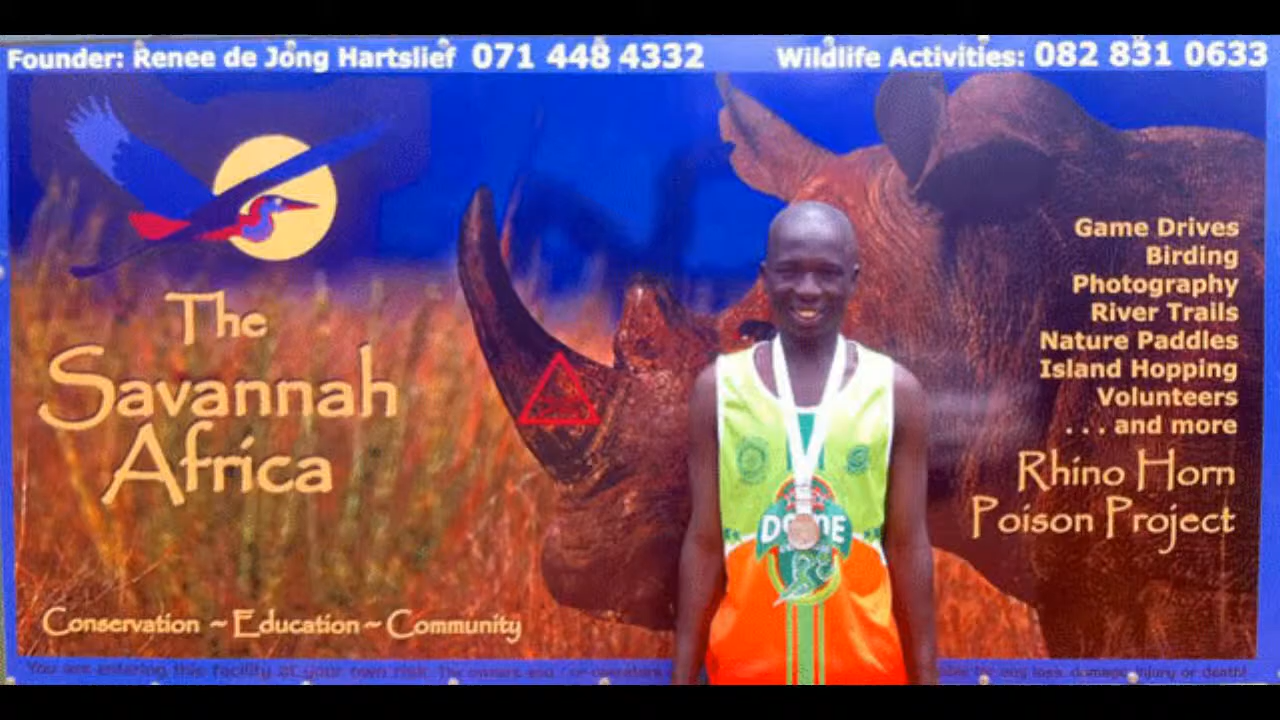 Founder: Renee de Jong Hartslief 071 448 4332
Wildlife Activities: 082 831 0633
The
Savannah
Africa
Game Drives
Birding
Photography
River Trails
Nature Paddles
Island Hopping
Volunteers
. . . and more
Rhino Horn
Poison Project
Conservation ~ Education ~ Community
You are entering this facility at your own risk. The owners and / or operators
for any loss, damage, injury or death!